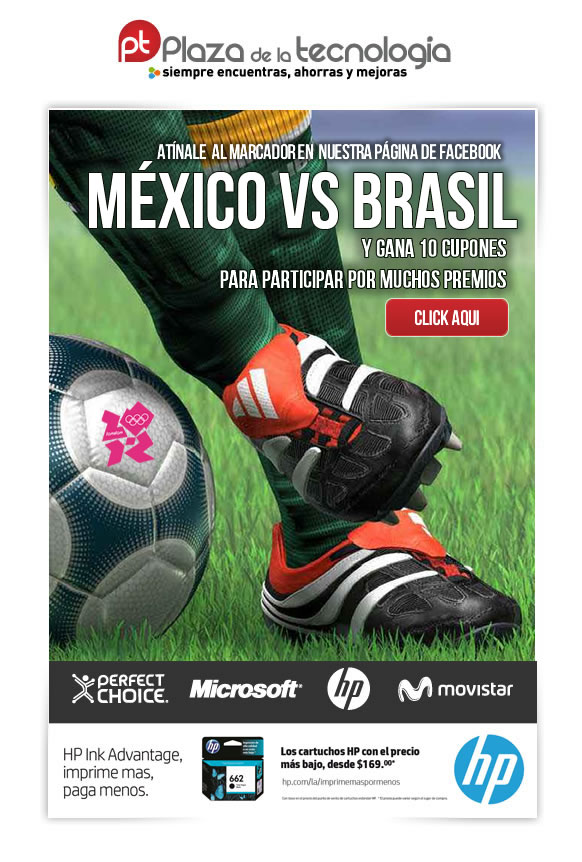 pt Plaza de la tecnología
siempre encuentras, ahorras y mejoras
ATÍNALE AL MARCADOR EN NUESTRA PÁGINA DE FACEBOOK
MÉXICO VS BRASIL
Y GANA 10 CUPONES
PARA PARTICIPAR POR MUCHOS PREMIOS
CLICK AQUI
PERFECT CHOICE.
Microsoft
hp
movistar
HP Ink Advantage,
imprime mas,
paga menos.
hp
662
Los cartuchos HP con el precio
más bajo, desde $169.00*
hp.com/la/imprimemaspormenos
hp